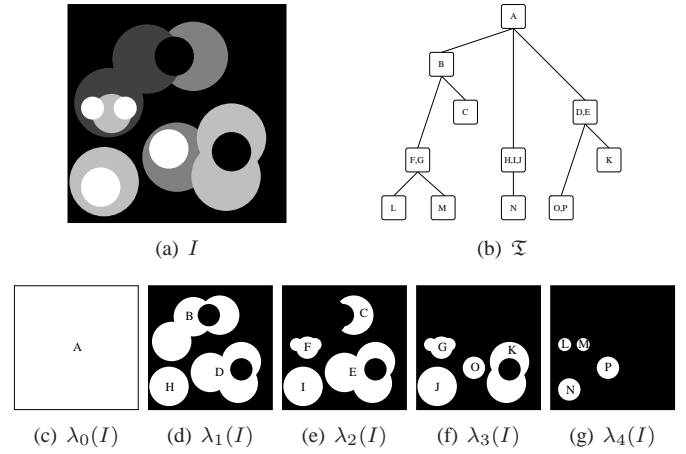 A
B
C
D,E
F,G
H,I,J
K
L
M
N
O,P
(a) I
(b) 𝔗
A
B
H
D
C
F
I
E
G
O
K
J
L M
P
N
(c) λ₀(I)
(d) λ₁(I)
(e) λ₂(I)
(f) λ₃(I)
(g) λ₄(I)